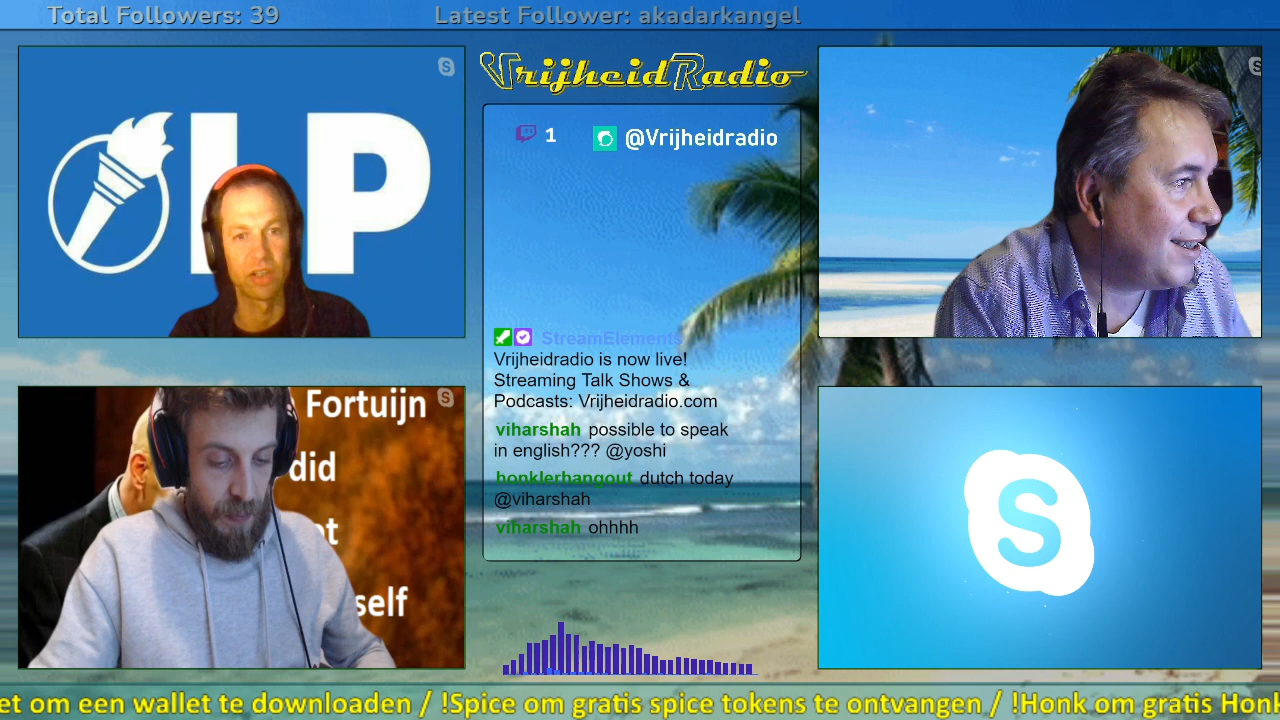 Total Followers: 39
Latest Follower: akadarkangel
VrijheidRadio
LP
1 @Vrijheidradio
StreamElements
Vrijheidradio is now live!
Streaming Talk Shows &
Podcasts: Vrijheidradio.com
viharshah possible to speak
in english??? @yoshi
honklerhangout dutch today
@viharshah
viharshah ohhhh
Fortuijn
did
self
S
et om een wallet te downloaden / !Spice om gratis spice tokens te ontvangen / !Honk om gratis Honk